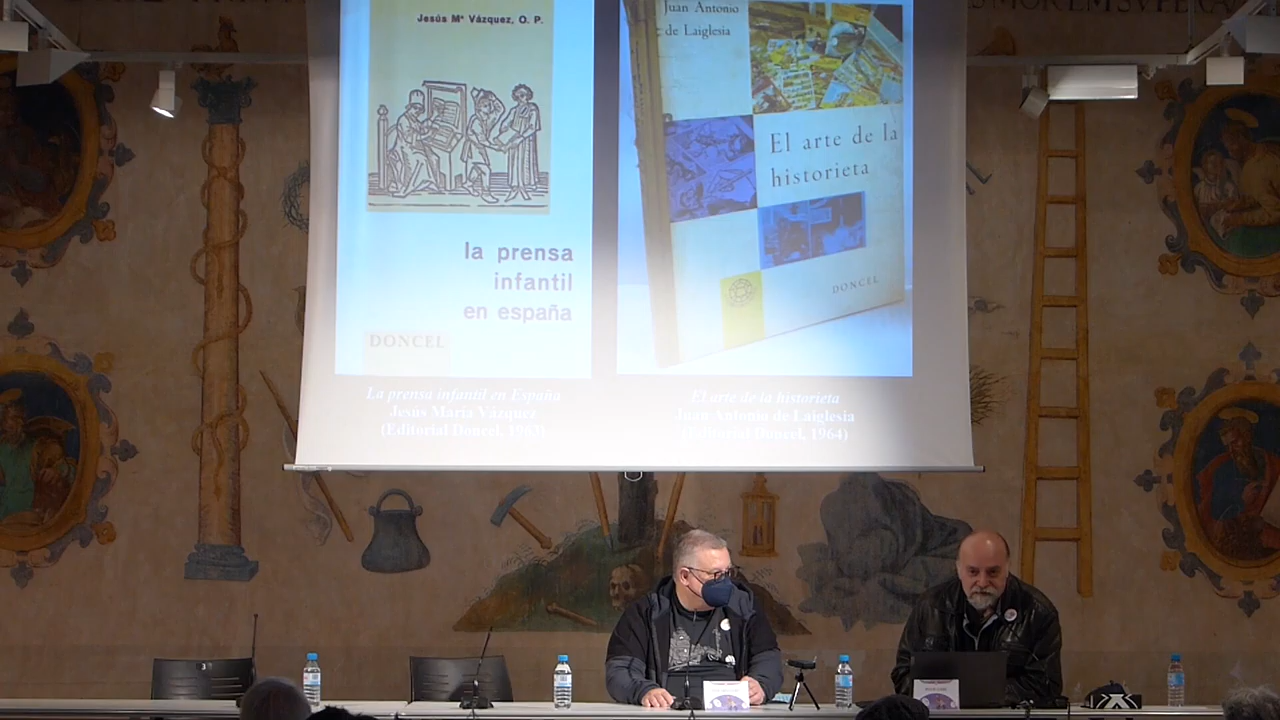 Jesús Mª Vázquez, O. P.
la prensa
infantil
en españa
DONCEL
La prensa infantil en España
Jesús María Vázquez
(Editorial Doncel, 1963)
Juan Antonio
de Laiglesia
El arte de la
historieta
DONCEL
El arte de la historieta
Juan Antonio de Laiglesia
(Editorial Doncel, 1964)